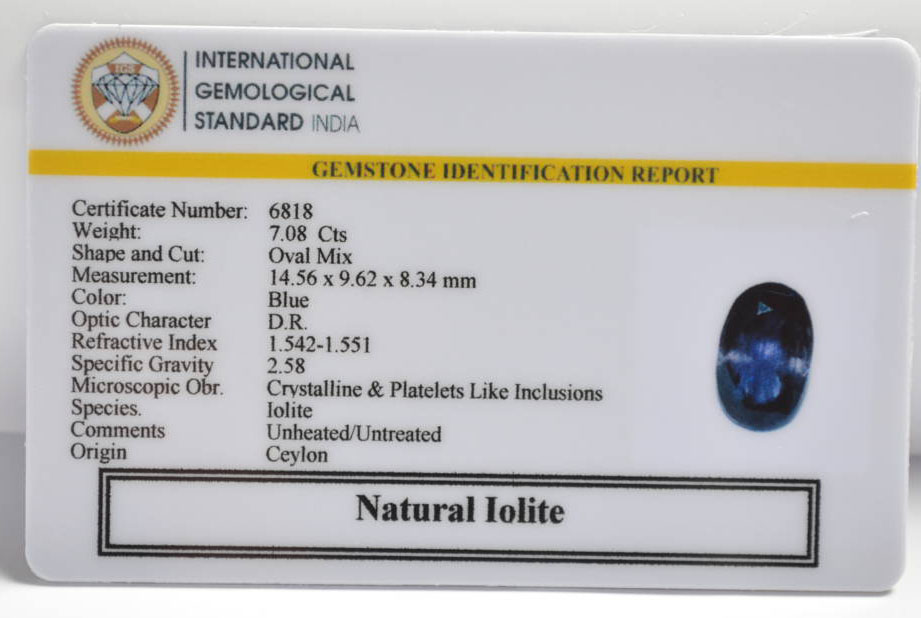 IGS
INTERNATIONAL
GEMOLOGICAL
STANDARD INDIA
GEMSTONE IDENTIFICATION REPORT
Certificate Number: 6818
Weight: 7.08 Cts
Shape and Cut: Oval Mix
Measurement: 14.56 x 9.62 x 8.34 mm
Color: Blue
Optic Character D.R.
Refractive Index 1.542-1.551
Specific Gravity 2.58
Microscopic Obr. Crystalline & Platelets Like Inclusions
Species. Iolite
Comments Unheated/Untreated
Origin Ceylon
Natural Iolite